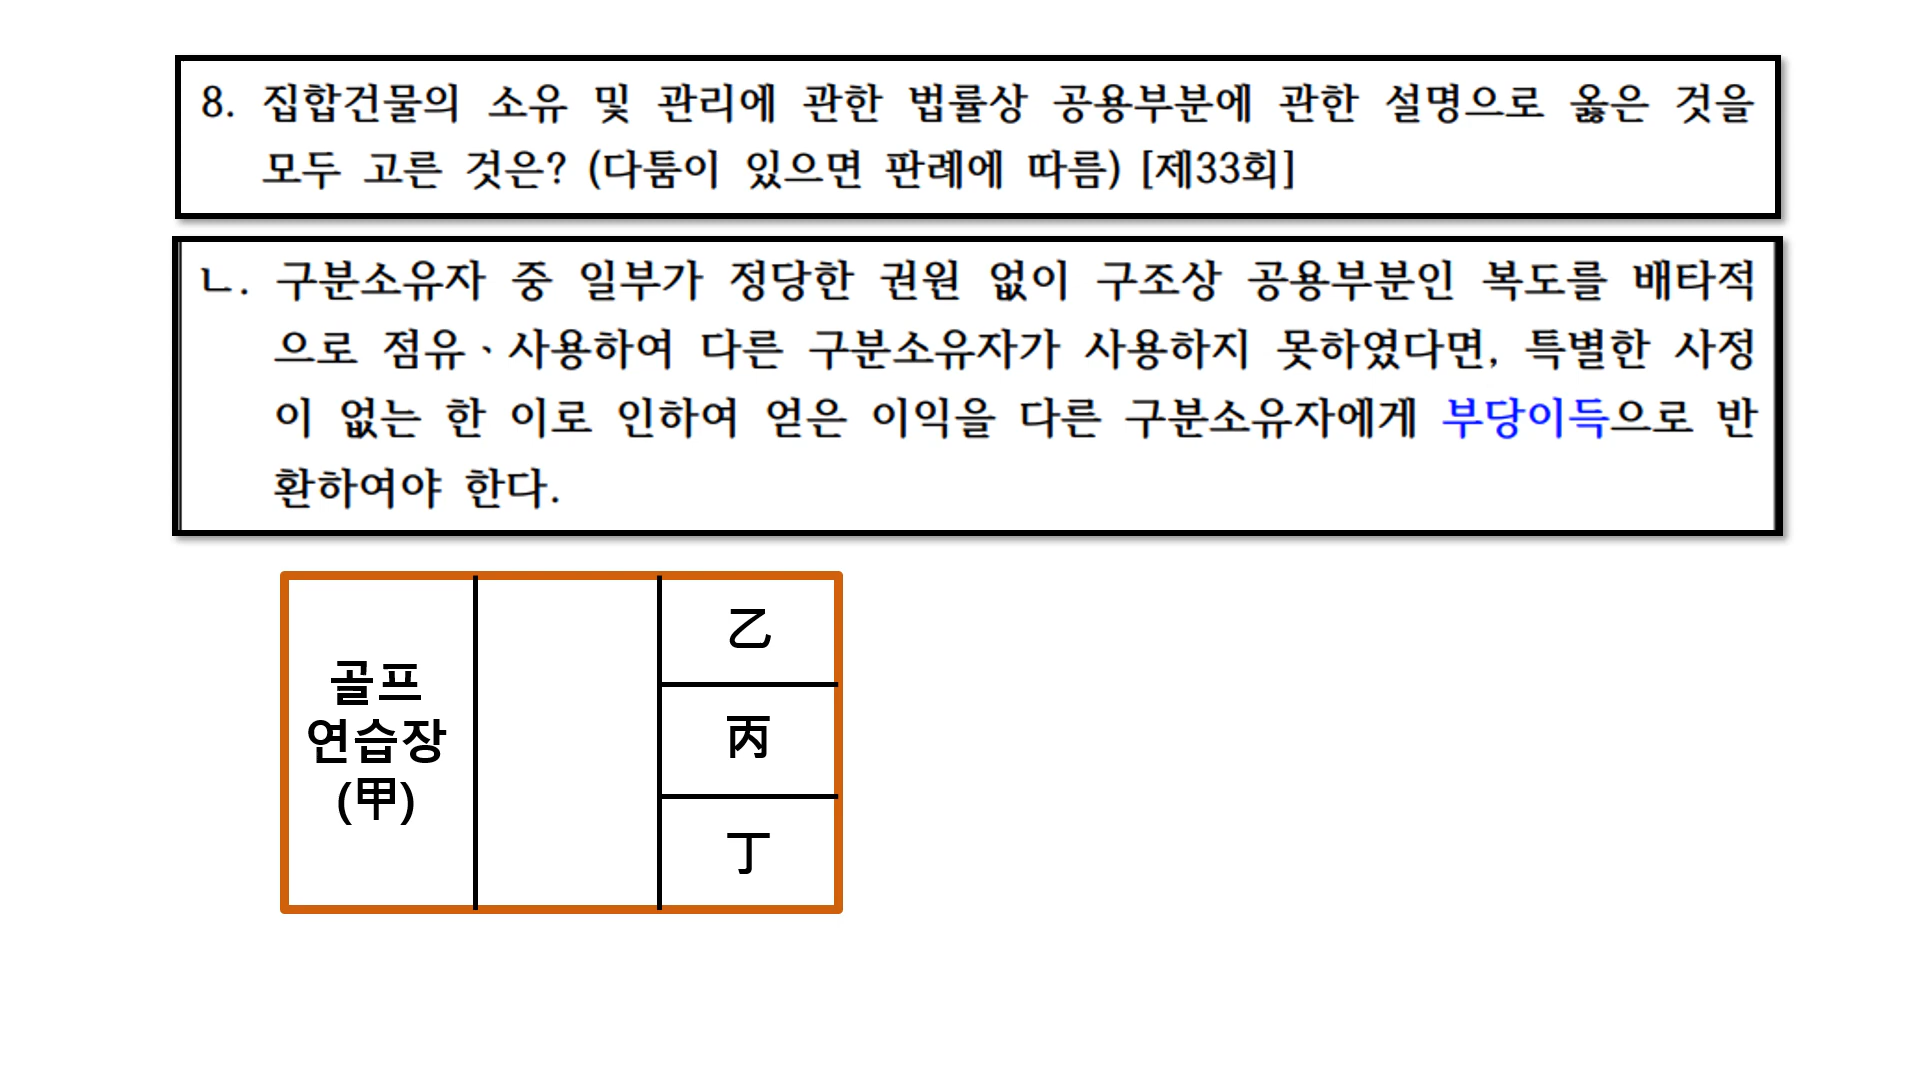 8. 집합건물의 소유 및 관리에 관한 법률상 공용부분에 관한 설명으로 옳은 것을
모두 고른 것은? (다툼이 있으면 판례에 따름) [제33회]
ㄴ. 구분소유자 중 일부가 정당한 권원 없이 구조상 공용부분인 복도를 배타적
으로 점유ㆍ사용하여 다른 구분소유자가 사용하지 못하였다면, 특별한 사정
이 없는 한 이로 인하여 얻은 이익을 다른 구분소유자에게 부당이득으로 반
환하여야 한다.
골프
연습장
(甲)
乙
丙
丁